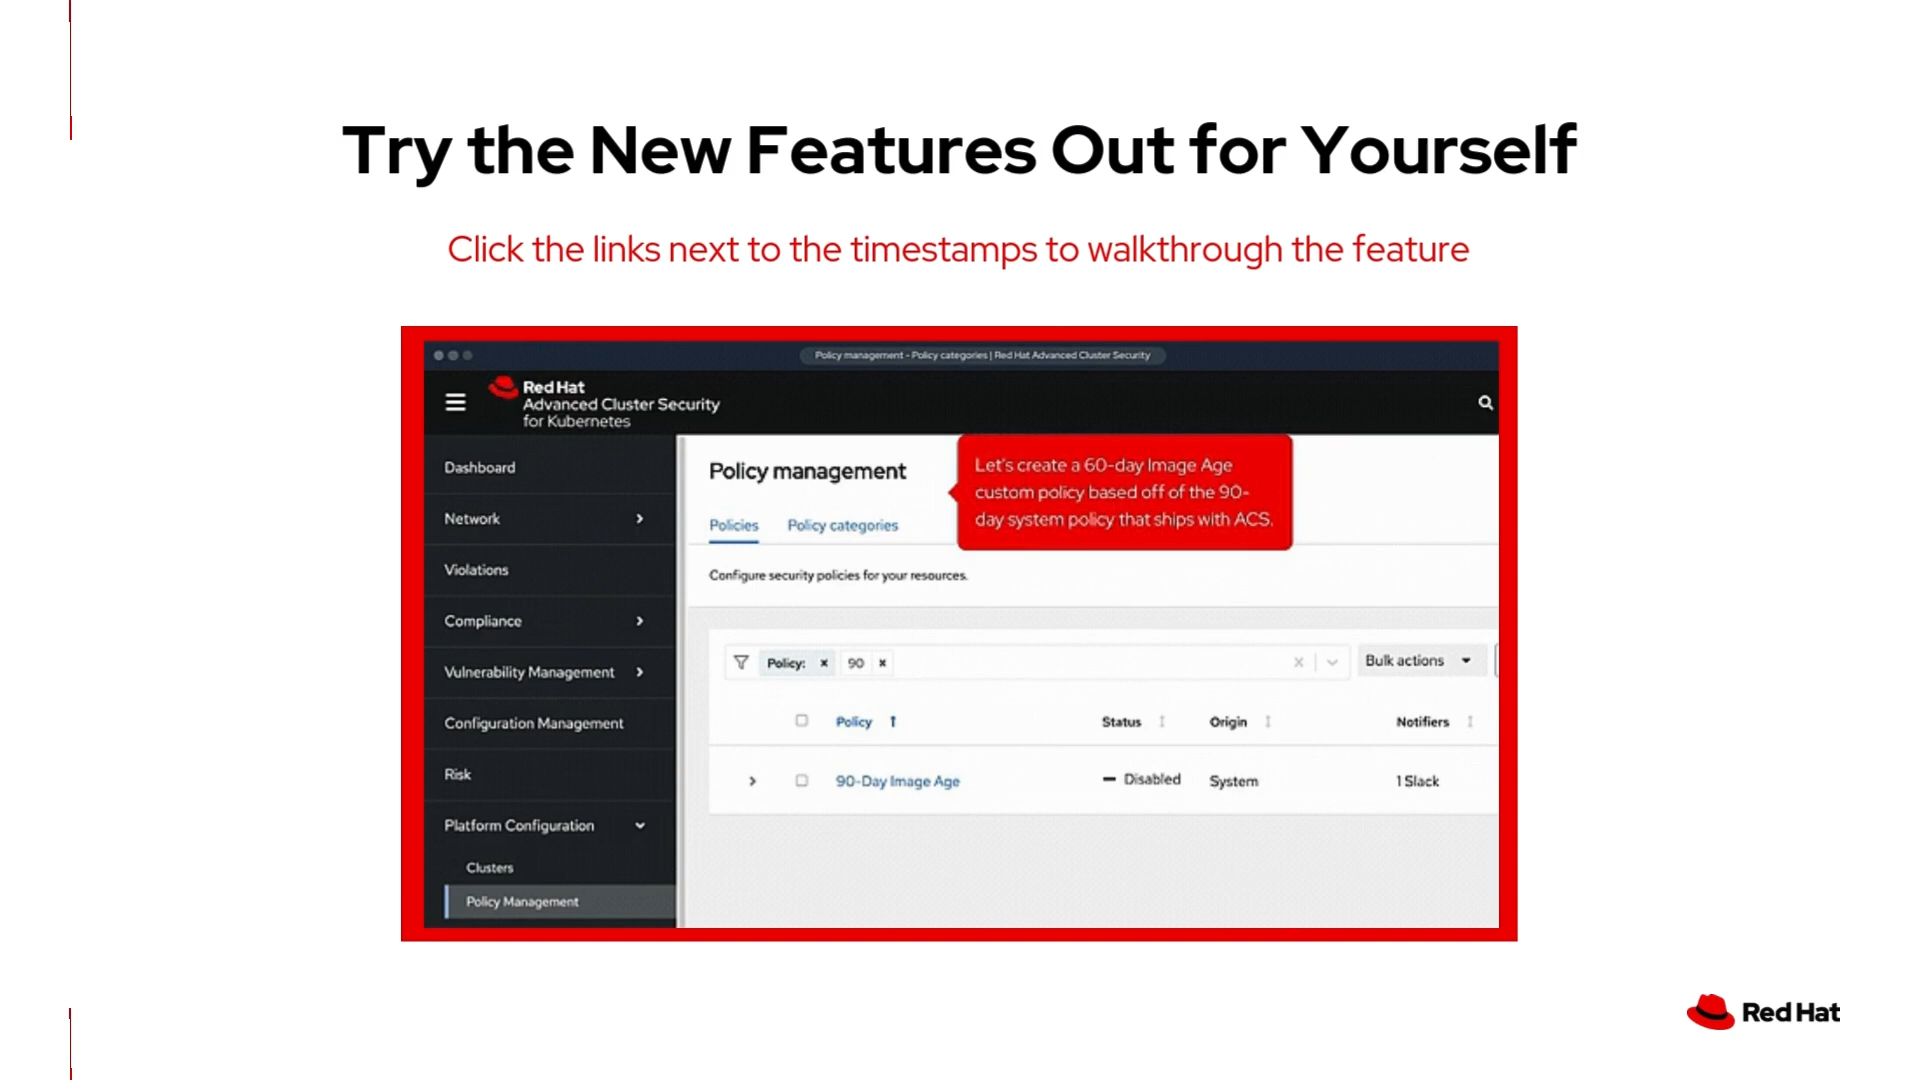 Try the New Features Out for Yourself
Click the links next to the timestamps to walkthrough the feature
Policy management - Policy categories | Red Hat Advanced Cluster Security
Red Hat
Advanced Cluster Security
for Kubernetes
Dashboard
Network
Violations
Compliance
Vulnerability Management
Configuration Management
Risk
Platform Configuration
Clusters
Policy Management
Policy management
Let's create a 60-day Image Age
custom policy based off of the 90-
day system policy that ships with ACS.
Policies Policy categories
Configure security policies for your resources.
Policy: 90 Bulk actions
Policy Status Origin Notifiers
90-Day Image Age Disabled System 1 Slack
Red Hat